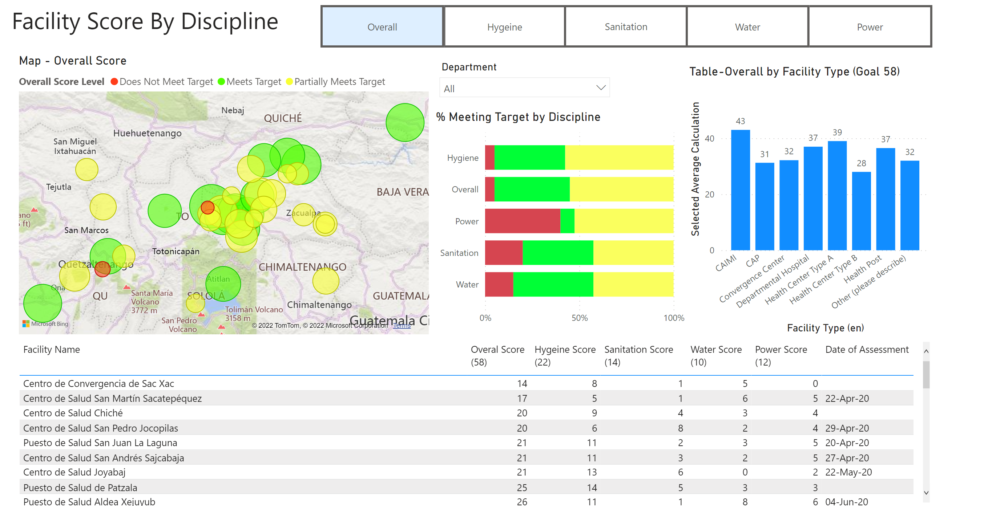 Facility Score By Discipline
Overall
Hygeine
Sanitation
Water
Power
Map - Overall Score
Overall Score Level
Does Not Meet Target
Meets Target
Partially Meets Target
Nebaj
QUICHÉ
Huehuetenango
San Miguel
Ixtahuacán
Tejutla
BAJA VERA
ano
ft)
TO
Zacualpa
San Marcos
Totonicapán
Quetzaltenango
CHIMALTENANGO
Atitlan
Ona
QU
Santa María
Volcano
3772 m
SOLOLÁ
GUATEMALA
Chimaltenango
Tolimán Volcano
3158 m
San Pedro
Volcano
Guatemala Ci
Microsoft Bing
© 2022 TomTom, © 2022 Microsoft Corporation Terms
Department
All
% Meeting Target by Discipline
Hygiene
Overall
Power
Sanitation
Water
0%
50%
100%
Table-Overall by Facility Type (Goal 58)
Selected Average Calculation
40
20
0
43
31
32
37
39
28
37
32
CAIMI
CAP
Convergence Center
Departmental Hospital
Health Center Type A
Health Center Type B
Health Post
Other (please describe)
Facility Type (en)
Facility Name
Overal Score
(58)
Hygeine Score
(22)
Sanitation Score
(14)
Water Score
(10)
Power Score
(12)
Date of Assessment
Centro de Convergencia de Sac Xac 14 8 1 5 0
Centro de Salud San Martín Sacatepéquez 17 5 1 6 5 22-Apr-20
Centro de Salud Chiché 20 9 4 3 4
Centro de Salud San Pedro Jocopilas 20 6 8 2 4 29-Apr-20
Puesto de Salud San Juan La Laguna 21 11 2 3 5 20-Apr-20
Centro de Salud San Andrés Sajcabaja 21 11 3 2 5 27-Apr-20
Centro de Salud Joyabaj 21 13 6 0 2 22-May-20
Puesto de Salud de Patzala 25 14 5 3 3
Puesto de Salud Aldea Xejuyub 26 11 1 8 6 04-Jun-20